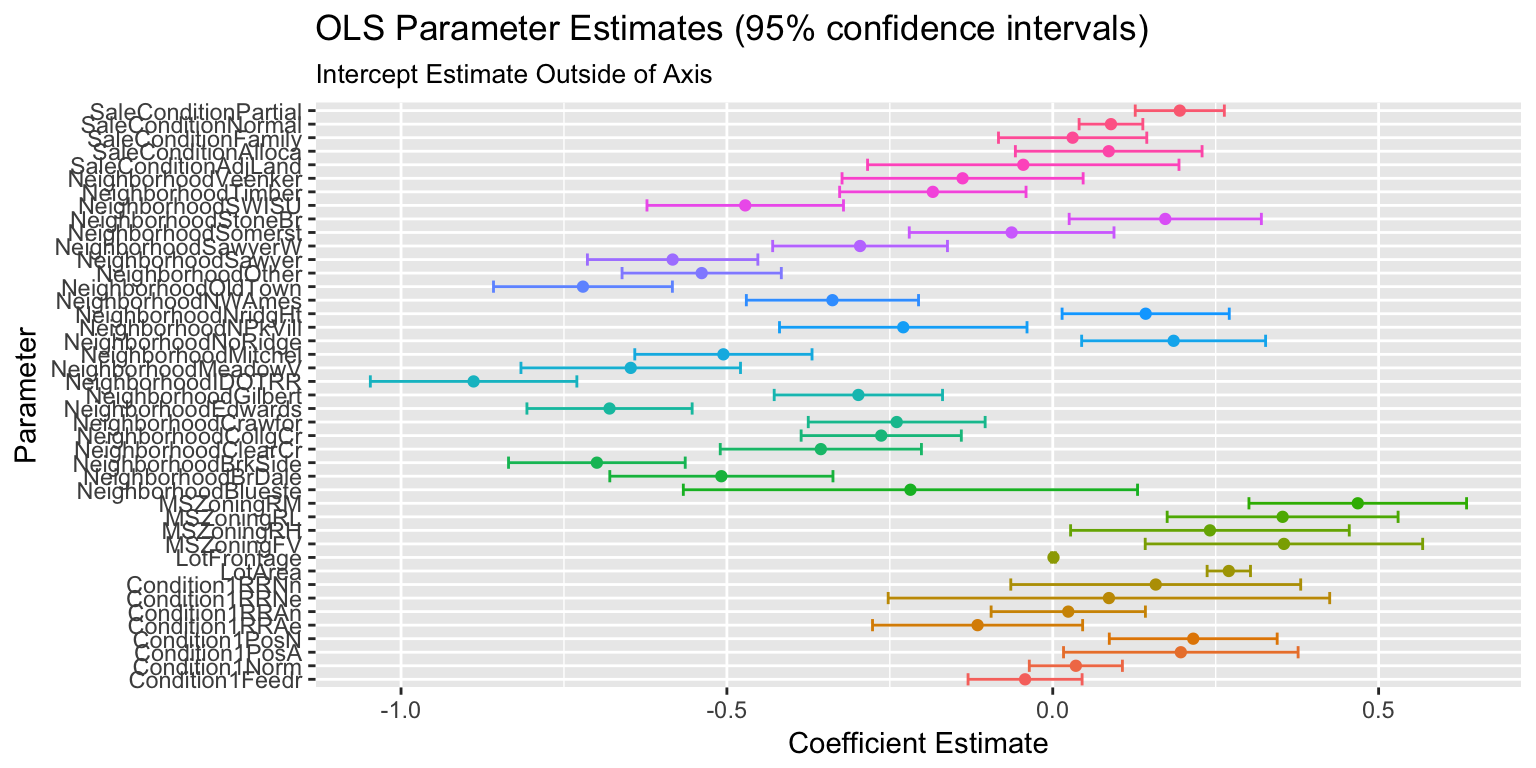 OLS Parameter Estimates (95% confidence intervals)
Intercept Estimate Outside of Axis
Parameter
SaleConditionPartial
SaleConditionNormal
SaleConditionFamily
SaleConditionAlloca
SaleConditionAdjLand
NeighborhoodVeenker
NeighborhoodTimber
NeighborhoodSWISU
NeighborhoodStoneBr
NeighborhoodSomerst
NeighborhoodSawyerW
NeighborhoodSawyer
NeighborhoodOther
NeighborhoodOldTown
NeighborhoodNWAmes
NeighborhoodNridgHt
NeighborhoodNPkVill
NeighborhoodNoRidge
NeighborhoodMitchel
NeighborhoodMeadowV
NeighborhoodIDOTRR
NeighborhoodGilbert
NeighborhoodEdwards
NeighborhoodCrawfor
NeighborhoodCollgCr
NeighborhoodClearCr
NeighborhoodBrkSide
NeighborhoodBrDale
NeighborhoodBlueste
MSZoningRM
MSZoningRL
MSZoningRH
MSZoningFV
LotFrontage
LotArea
Condition1RRNn
Condition1RRNe
Condition1RRAn
Condition1RRAe
Condition1PosN
Condition1PosA
Condition1Norm
Condition1Feedr
-1.0 -0.5 0.0 0.5
Coefficient Estimate